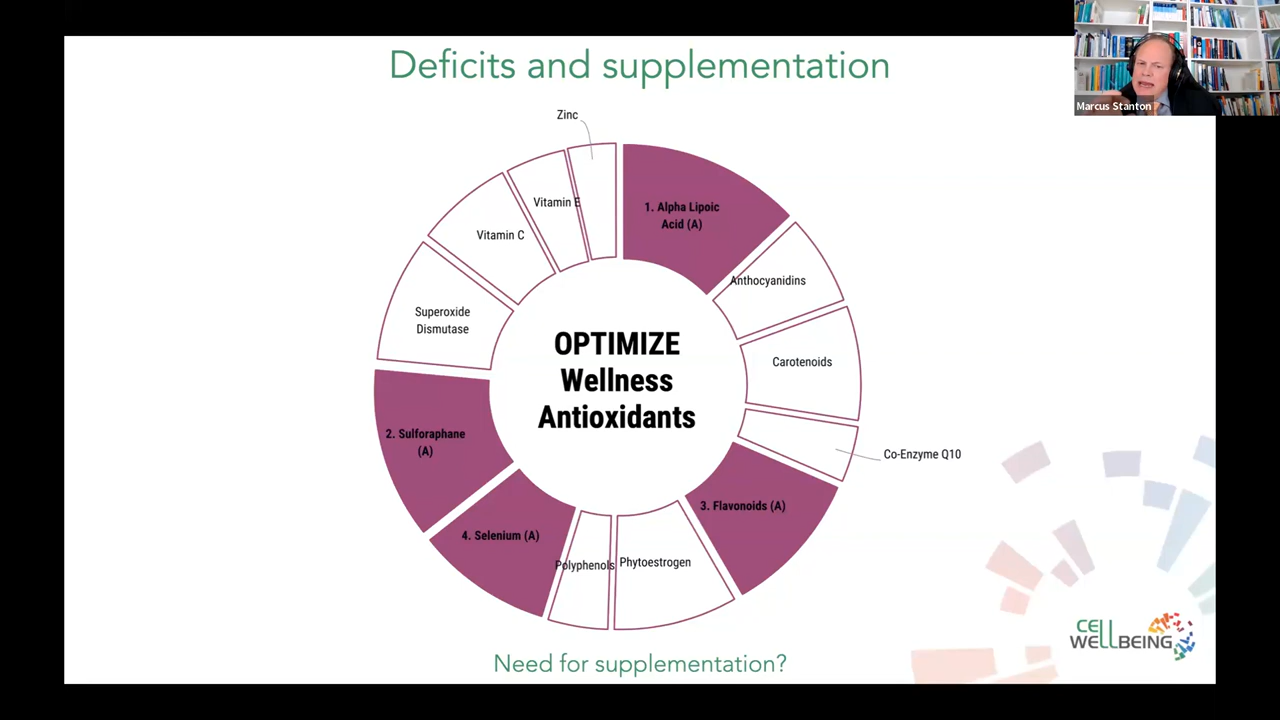 Deficits and supplementation
Marcus Stanton
Zinc
Vitamin E
1. Alpha Lipoic
Acid (A)
Vitamin C
Anthocyanidins
Superoxide
Dismutase
OPTIMIZE
Wellness
Antioxidants
Carotenoids
2. Sulforaphane
(A)
Co-Enzyme Q10
3. Flavonoids (A)
4. Selenium (A)
Polyphenols
Phytoestrogen
CELL
WELLBEING
Need for supplementation?